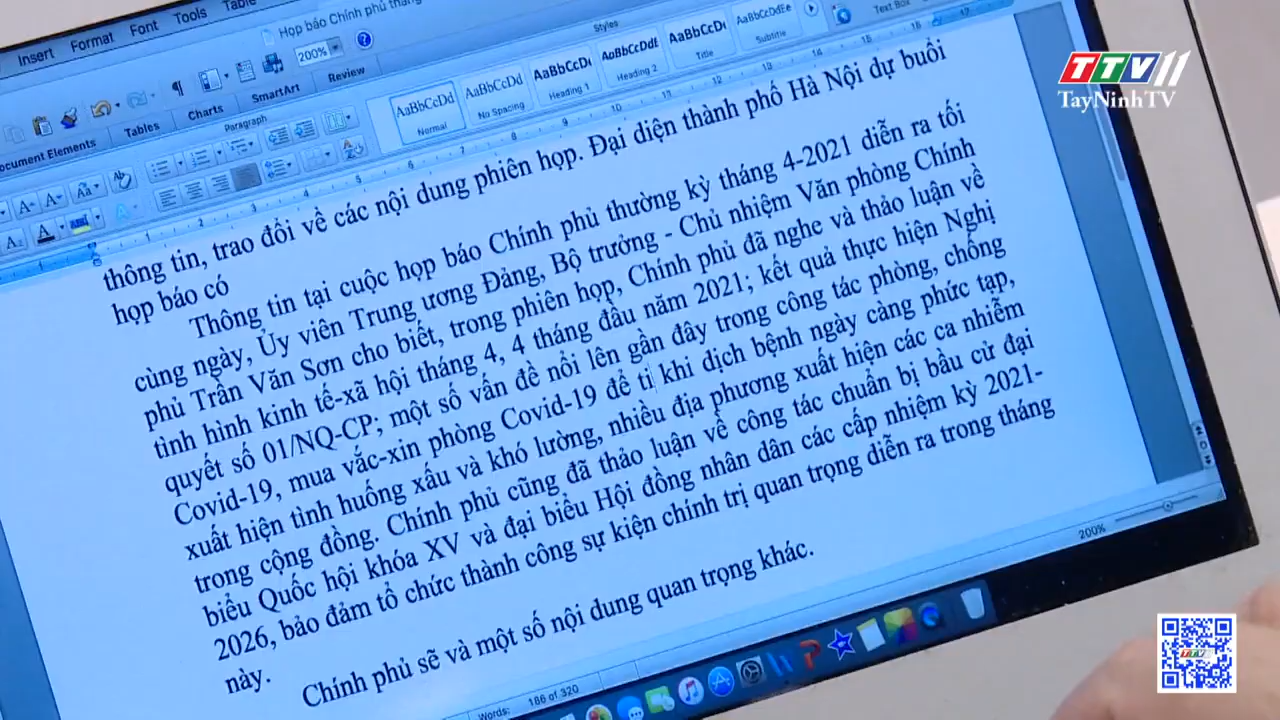 Insert Format Font Tools Table
Họp báo Chính phủ tháng
200%
Document Elements Tables Charts SmartArt Review
Paragraph Styles
AaBbCcDd AaBbCcDd AaBbCcDc AaBbCcDdE AaBbCcDc AaBbCcDdEe
Normal No Spacing Heading 1 Heading 2 Title Subtitle
Text Box
TTV11
TayNinhTV
thông tin, trao đổi về các nội dung phiên họp. Đại diện thành phố Hà Nội dự buổi
họp báo có
Thông tin tại cuộc họp báo Chính phủ thường kỳ tháng 4-2021 diễn ra tối
cùng ngày, Ủy viên Trung ương Đảng, Bộ trưởng - Chủ nhiệm Văn phòng Chính
phủ Trần Văn Sơn cho biết, trong phiên họp, Chính phủ đã nghe và thảo luận về
tình hình kinh tế-xã hội tháng 4, 4 tháng đầu năm 2021; kết quả thực hiện Nghị
quyết số 01/NQ-CP; một số vấn đề nổi lên gần đây trong công tác phòng, chống
Covid-19, mua vắc-xin phòng Covid-19 để ti khi dịch bệnh ngày càng phức tạp,
xuất hiện tình huống xấu và khó lường, nhiều địa phương xuất hiện các ca nhiễm
trong cộng đồng. Chính phủ cũng đã thảo luận về công tác chuẩn bị bầu cử đại
biểu Quốc hội khóa XV và đại biểu Hội đồng nhân dân các cấp nhiệm kỳ 2021-
2026, bảo đảm tổ chức thành công sự kiện chính trị quan trọng diễn ra trong tháng
này.
Chính phủ sẽ và một số nội dung quan trọng khác.
Words: 186 of 320
200%
TTV